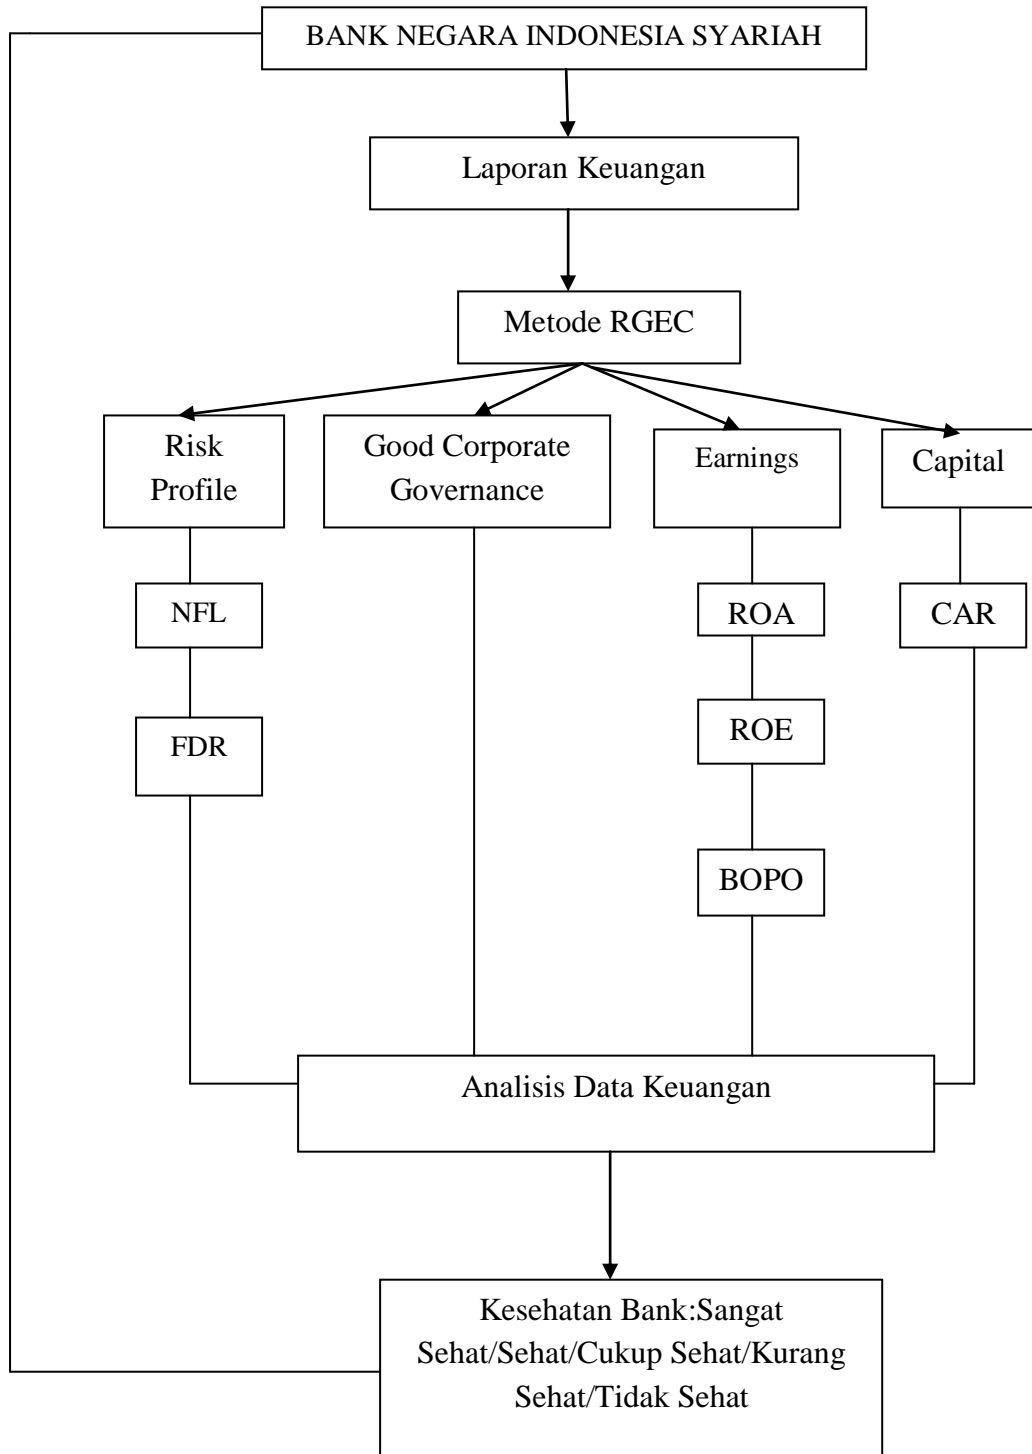 BANK NEGARA INDONESIA SYARIAH
Laporan Keuangan
Metode RGEC
Risk
Profile
Good Corporate
Governance
Earnings
Capital
NFL
ROA
CAR
FDR
ROE
BOPO
Analisis Data Keuangan
Kesehatan Bank:Sangat
Sehat/Sehat/Cukup Sehat/Kurang
Sehat/Tidak Sehat